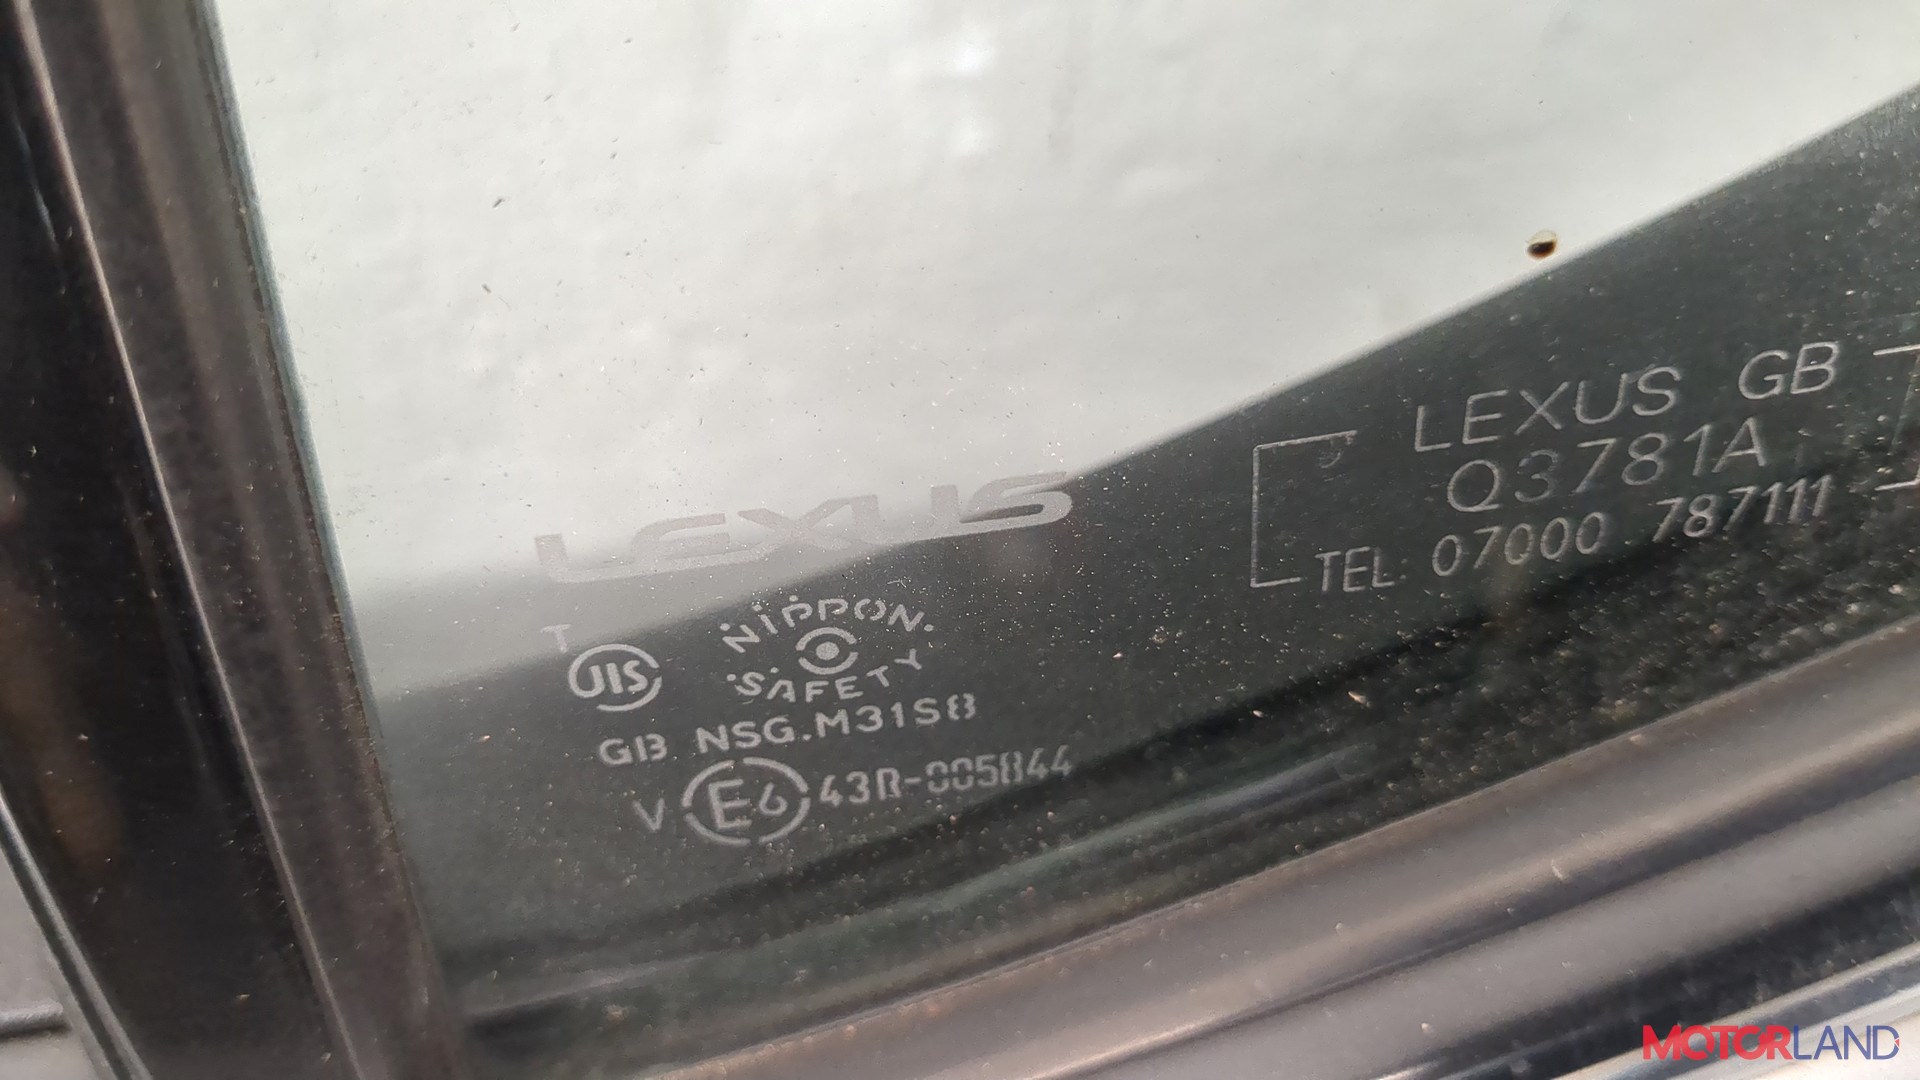 LEXUS
T JIS NIPPON SAFETY
GB NSG.M31S8
V E6 43R-005844
LEXUS GB
Q3781A
TEL: 07000 787111
MOTORLAND